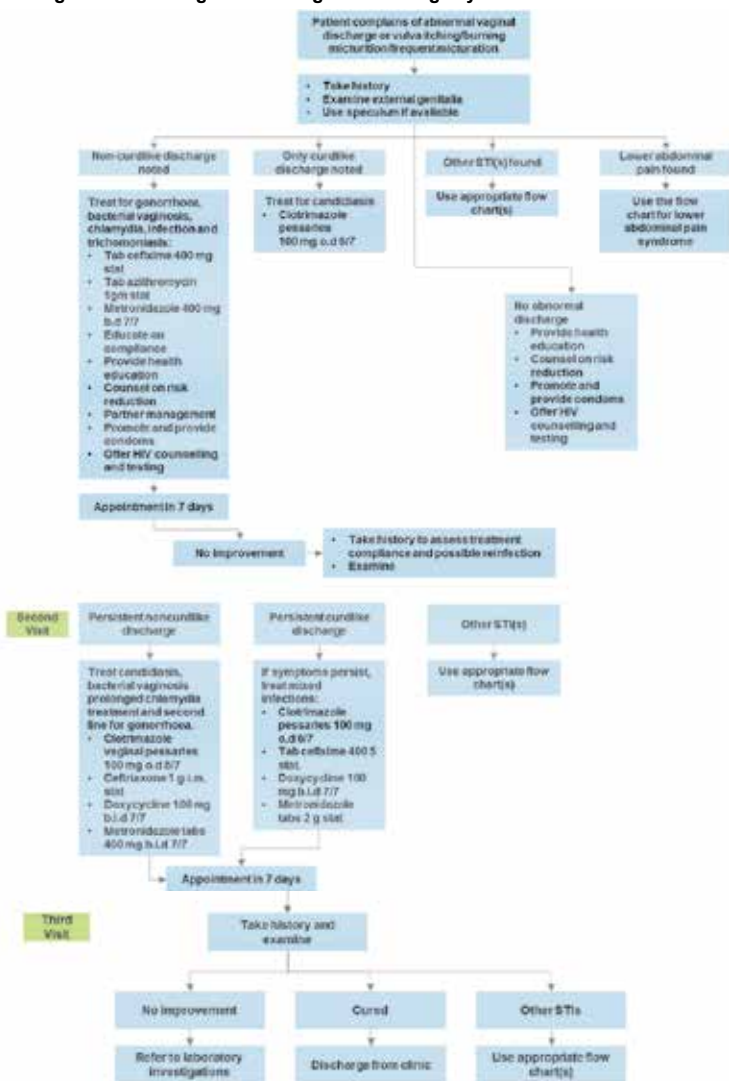 Patient complains of abnormal vaginal
discharge or vulva itching/burning
micturition/frequent micturation
• Take history
• Examine external genitalia
• Use speculum if available
Non-curdlike discharge
noted
Only curdlike
discharge noted
Other STI(s) found
Lower abdominal
pain found
Treat for gonorrhoea,
bacterial vaginosis,
chlamydia, infection and
trichomoniasis:
• Tab cefixime 400 mg
stat
• Tab azithromycin
1gm stat
• Metronidazole 400 mg
b.d 7/7
• Educate on
compliance
• Provide health
education
• Counsel on risk
reduction
• Partner management
• Promote and provide
condoms
• Offer HIV counselling
and testing
Treat for candidiasis
• Clotrimazole
pessaries
100 mg o.d 6/7
Use appropriate flow
chart(s)
Use the flow
chart for lower
abdominal pain
syndrome
No abnormal
discharge
• Provide health
education
• Counsel on risk
reduction
• Promote and
provide condoms
• Offer HIV
counselling and
testing
Appointment in 7 days
No Improvement
• Take history to assess treatment
compliance and possible reinfection
• Examine
Second
Visit
Persistent noncurdlike
discharge
Persistent curdlike
discharge
Other STI(s)
Treat candidiasis,
bacterial vaginosis
prolonged chlamydia
treatment and second
line for gonorrhoea.
• Clotrimazole
vaginal pessaries
100 mg o.d 6/7
• Ceftriaxone 1 g i.m.
stat
• Doxycycline 100 mg
b.i.d 7/7
• Metronidazole tabs
400 mg b.i.d 7/7
If symptoms persist,
treat mixed
infections:
• Clotrimazole
pessaries 100 mg
o.d 6/7
• Tab cefixime 400 5
stat.
• Doxycycline 100
mg b.i.d 7/7
• Metronidazole
tabs 2 g stat
Use appropriate flow
chart(s)
Appointment in 7 days
Third
Visit
Take history and
examine
No improvement
Cured
Other STIs
Refer to laboratory
investigations
Discharge from clinic
Use appropriate flow
chart(s)